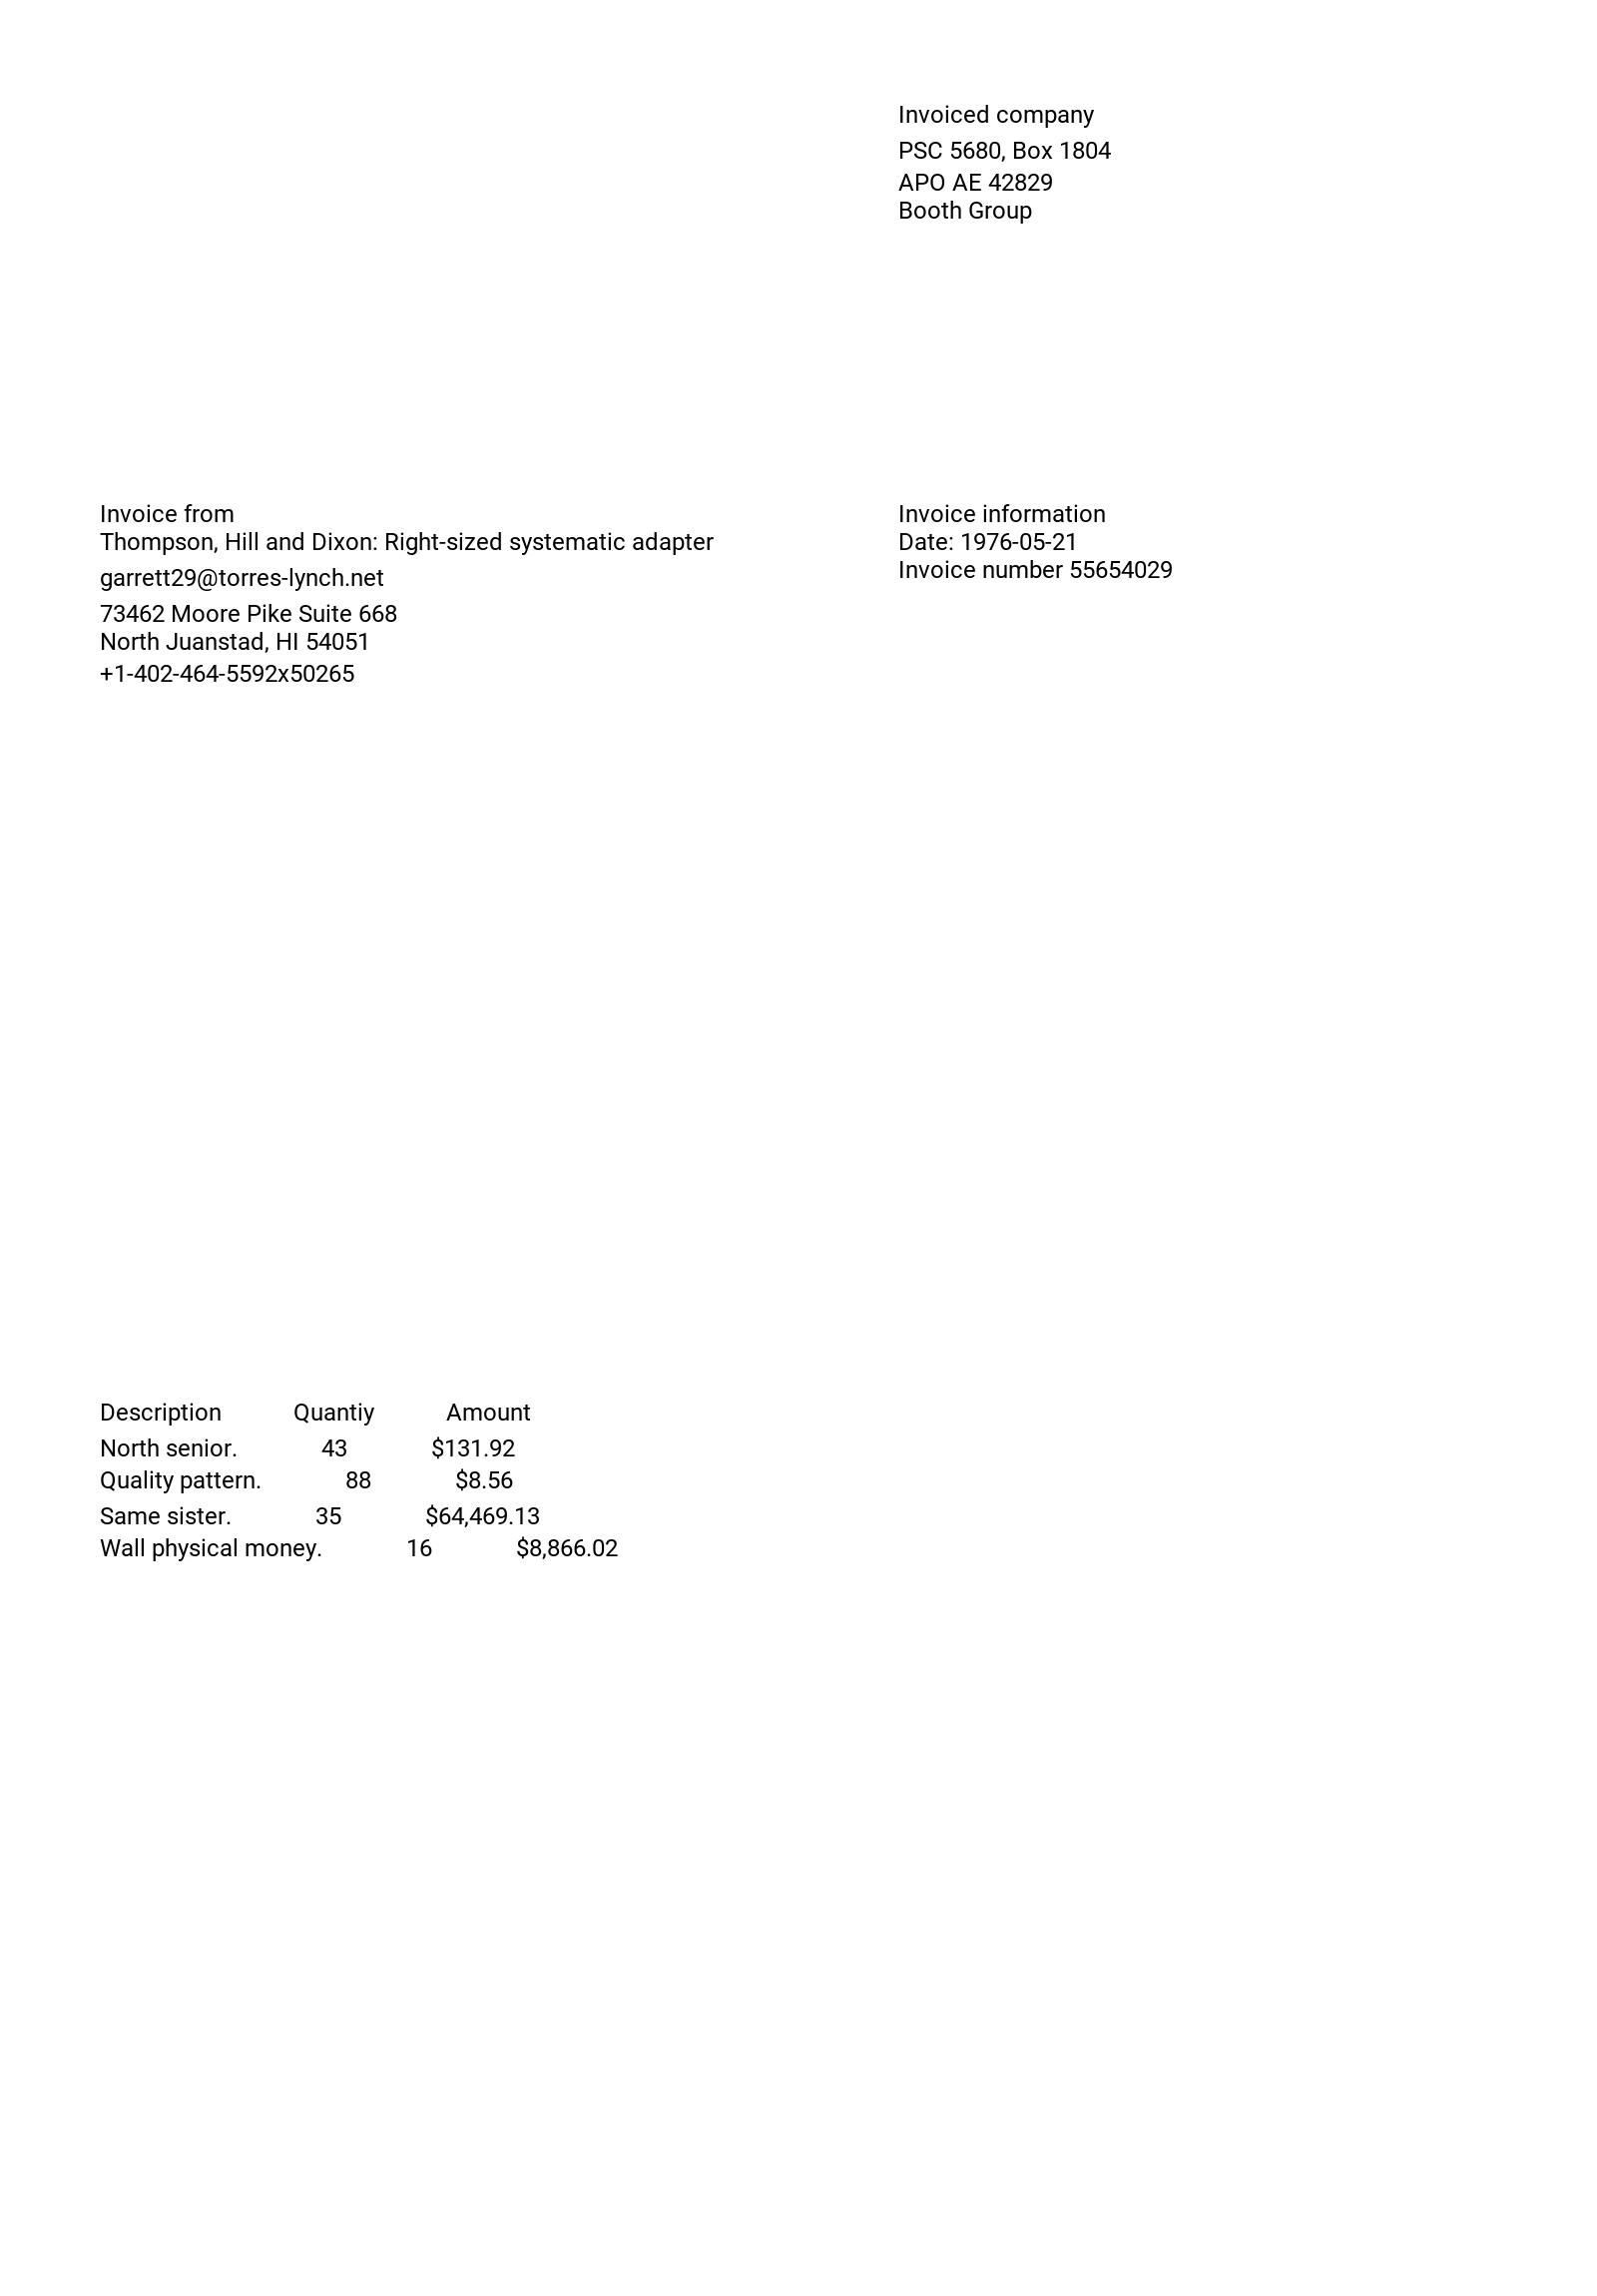 Invoiced company
PSC 5680, Box 1804
APO AE 42829
Booth Group
Invoice from
Thompson, Hill and Dixon: Right-sized systematic adapter
garrett29@torres-lynch.net
73462 Moore Pike Suite 668
North Juanstad, HI 54051
+1-402-464-5592x50265
Invoice information
Date: 1976-05-21
Invoice number 55654029
Description Quantiy Amount
North senior. 43 $131.92
Quality pattern. 88 $8.56
Same sister. 35 $64,469.13
Wall physical money. 16 $8,866.02